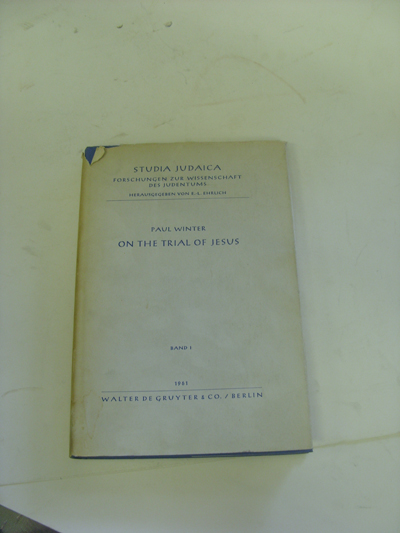 STUDIA JUDAICA
FORSCHUNGEN ZUR WISSENSCHAFT
DES JUDENTUMS
HERAUSGEGEBEN VON E. L. EHRLICH
PAUL WINTER
ON THE TRIAL OF JESUS
BAND I
1961
WALTER DE GRUYTER & CO. / BERLIN